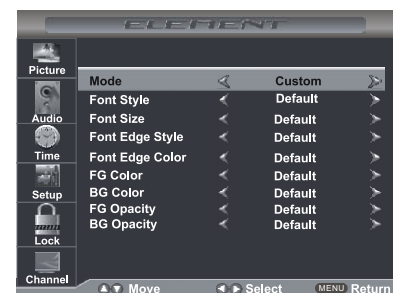 ELEMENT
Picture
Audio
Time
Setup
Lock
Channel
Mode Custom
Font Style Default
Font Size Default
Font Edge Style Default
Font Edge Color Default
FG Color Default
BG Color Default
FG Opacity Default
BG Opacity Default
Move Select MENU Return